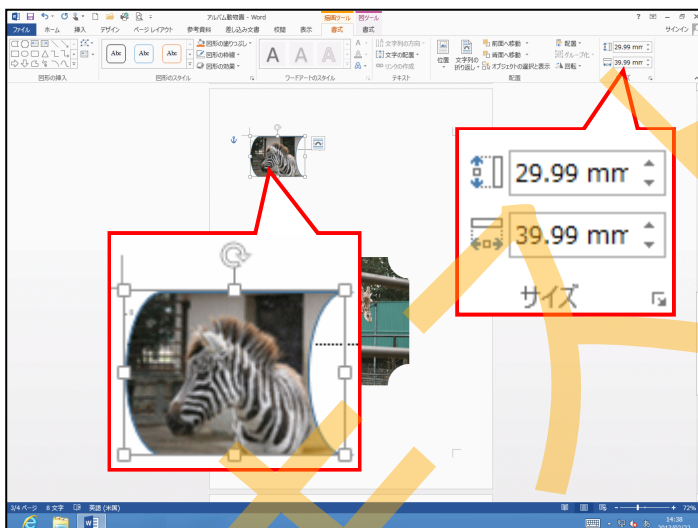 アルバム動物園 - Word
描画ツール 図ツール
サインイン
ファイル ホーム 挿入 デザイン ページ レイアウト 参考資料 差し込み文書 校閲 表示 書式 書式
図形の塗りつぶし
図形の枠線
図形の効果
Abc Abc Abc
A A A
文字列の方向
文字の配置
リンクの作成
位置 文字列の折り返し
前面へ移動
背面へ移動
オブジェクトの選択と表示
配置
グループ化
回転
29.99 mm
39.99 mm
図形の挿入 図形のスタイル ワードアートのスタイル テキスト 配置
29.99 mm
39.99 mm
サイズ
3/4 ページ 8 文字 英語 (米国)
72%
14:38